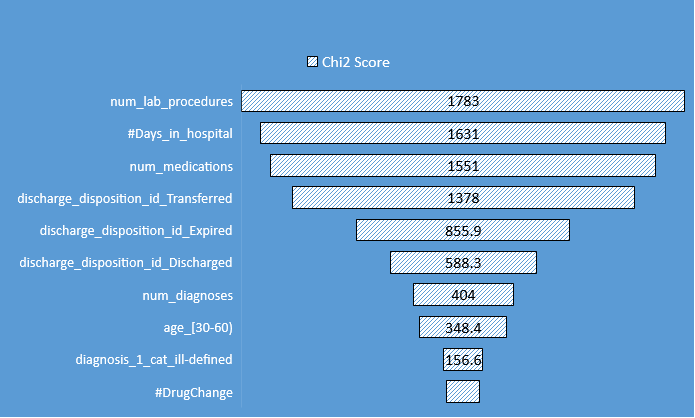 Chi2 Score
num_lab_procedures 1783
#Days_in_hospital 1631
num_medications 1551
discharge_disposition_id_Transferred 1378
discharge_disposition_id_Expired 855.9
discharge_disposition_id_Discharged 588.3
num_diagnoses 404
age_[30-60) 348.4
diagnosis_1_cat_ill-defined 156.6
#DrugChange